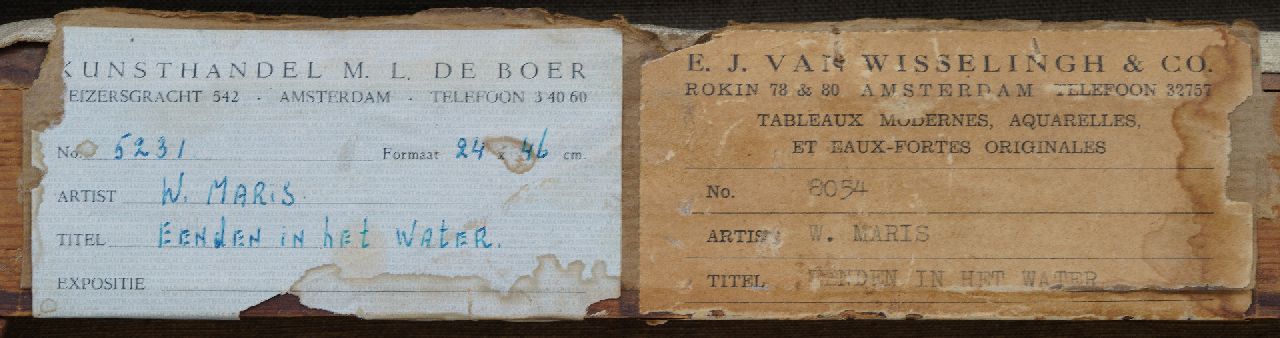 KUNSTHANDEL M. L. DE BOER
KEIZERSGRACHT 542 - AMSTERDAM - TELEFOON 3 40 60
No. 5231 Formaat 24 x 46 cm.
ARTIST W. MARIS.
TITEL EENDEN IN hET WATER.
EXPOSITIE
E. J. VAN WISSELINGH & CO.
ROKIN 78 & 80 AMSTERDAM TELEFOON 32757
TABLEAUX MODERNES, AQUARELLES,
ET EAUX-FORTES ORIGINALES
No. 8054
ARTIST W. MARIS
TITEL EENDEN IN HET WATER